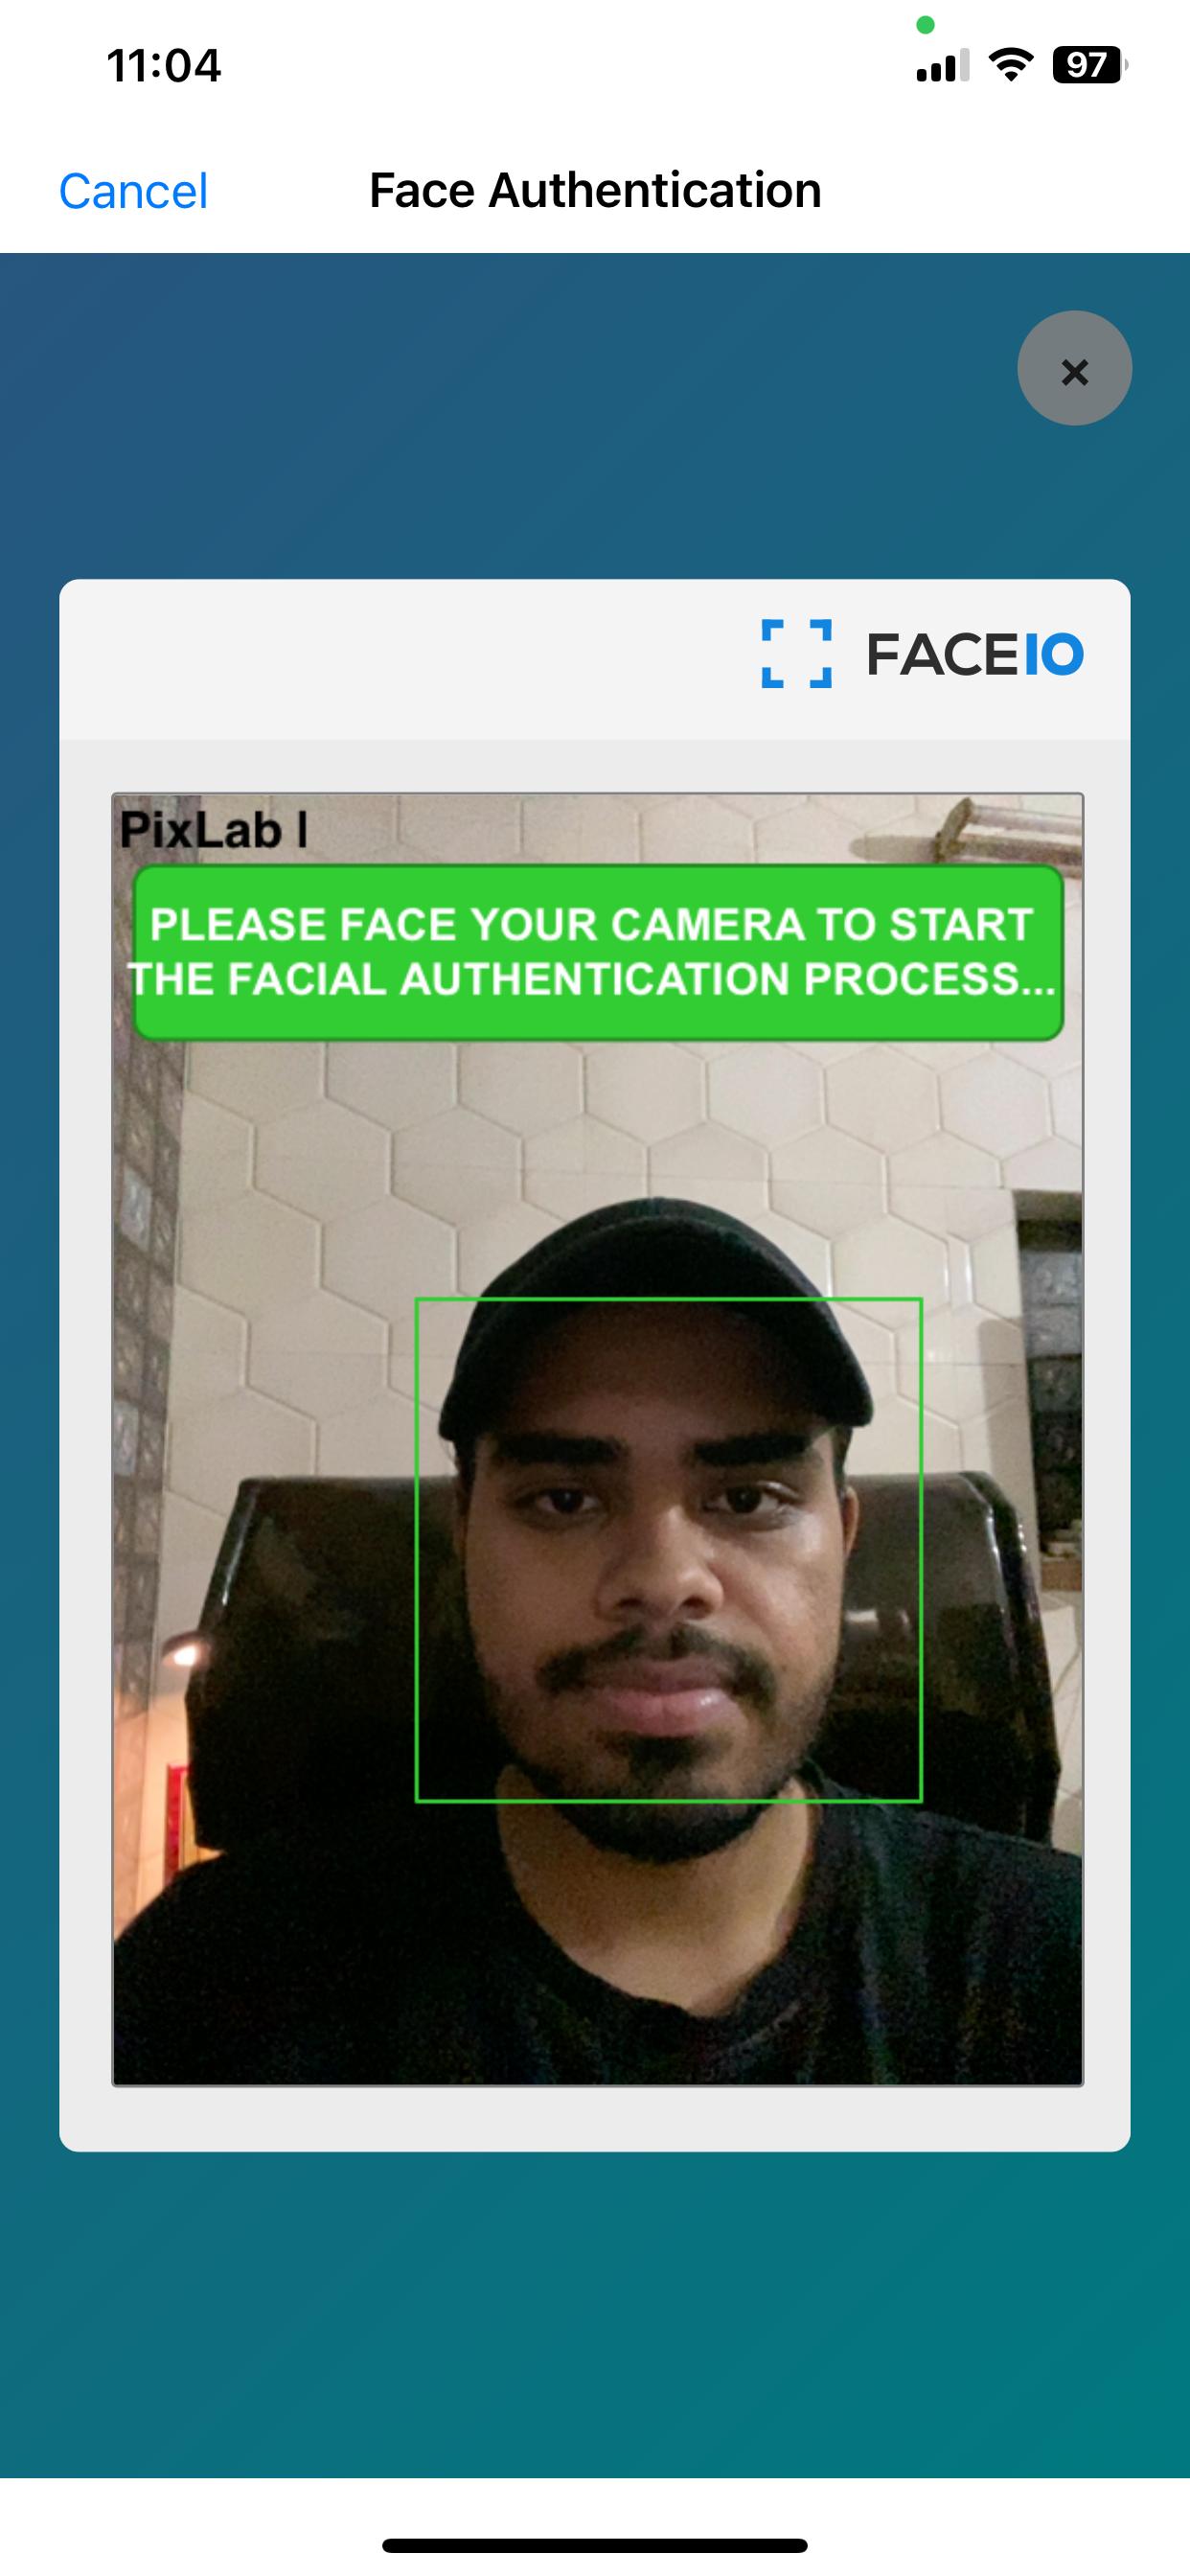 11:04
97
Cancel
Face Authentication
×
FACEIO
PixLab |
PLEASE FACE YOUR CAMERA TO START
THE FACIAL AUTHENTICATION PROCESS...